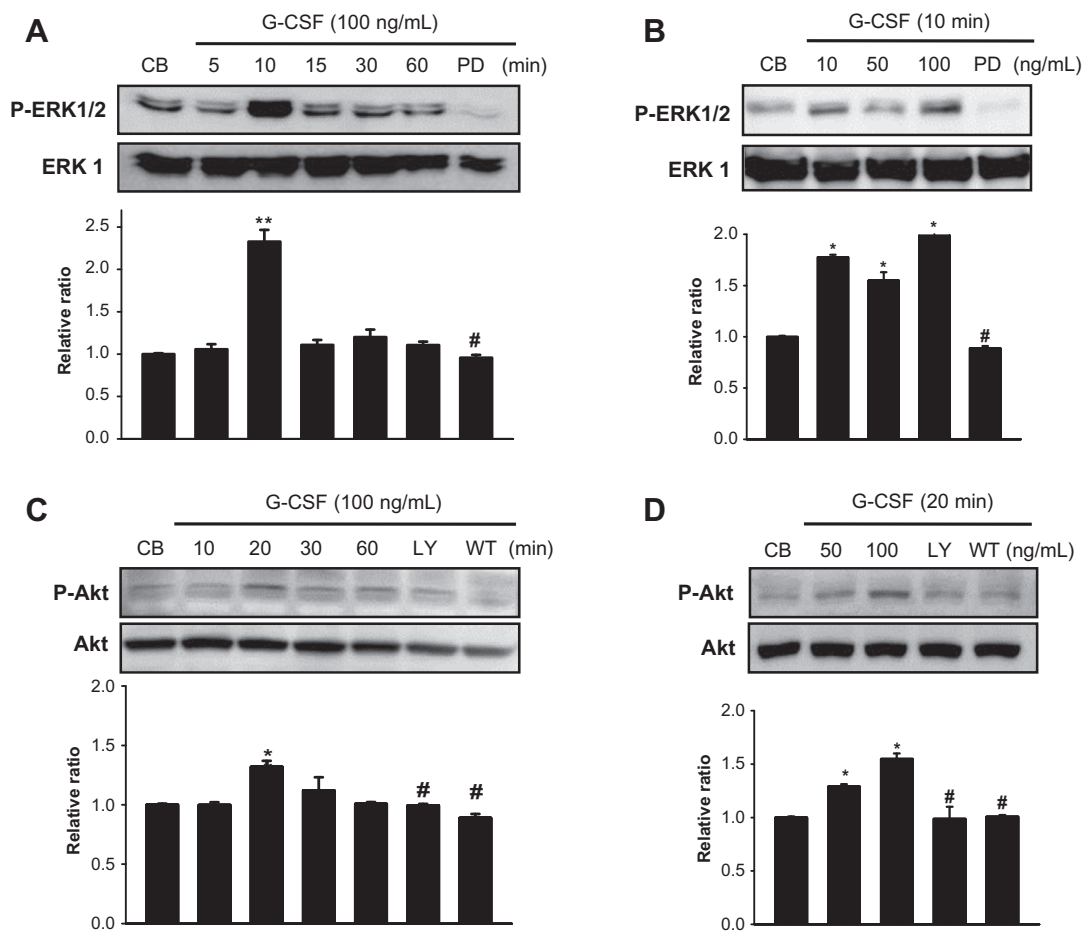 A
G-CSF (100 ng/mL)
CB 5 10 15 30 60 PD (min)
P-ERK1/2
ERK 1
Relative ratio
2.5
2.0
1.5
1.0
0.5
0.0
**
#
B
G-CSF (10 min)
CB 10 50 100 PD (ng/mL)
P-ERK1/2
ERK 1
Relative ratio
2.0
1.5
1.0
0.5
0.0
* * *
#
C
G-CSF (100 ng/mL)
CB 10 20 30 60 LY WT (min)
P-Akt
Akt
Relative ratio
2.0
1.5
1.0
0.5
0.0
*
# #
D
G-CSF (20 min)
CB 50 100 LY WT (ng/mL)
P-Akt
Akt
Relative ratio
2.0
1.5
1.0
0.5
0.0
* *
# #